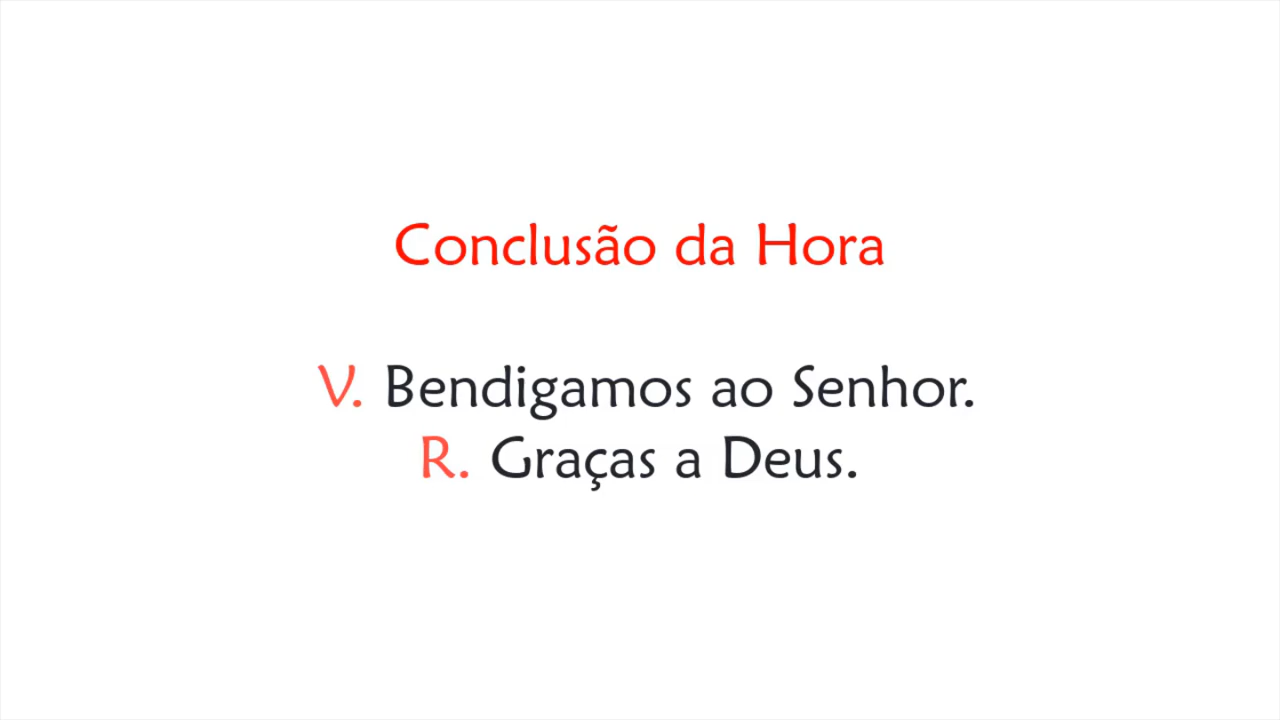 Conclusão da Hora
V. Bendigamos ao Senhor.
R. Graças a Deus.